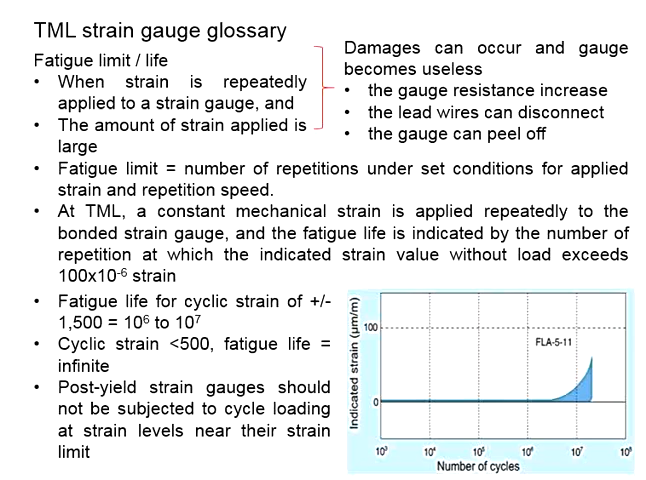 TML strain gauge glossary
Fatigue limit / life
• When strain is repeatedly
applied to a strain gauge, and
• The amount of strain applied is
large
Damages can occur and gauge
becomes useless
• the gauge resistance increase
• the lead wires can disconnect
• the gauge can peel off
• Fatigue limit = number of repetitions under set conditions for applied
strain and repetition speed.
• At TML, a constant mechanical strain is applied repeatedly to the
bonded strain gauge, and the fatigue life is indicated by the number of
repetition at which the indicated strain value without load exceeds
100x10⁻⁶ strain
• Fatigue life for cyclic strain of +/-
1,500 = 10⁶ to 10⁷
• Cyclic strain <500, fatigue life =
infinite
• Post-yield strain gauges should
not be subjected to cycle loading
at strain levels near their strain
limit
Indicated strain (μm/m)
100
0
FLA-5-11
10³ 10⁴ 10⁵ 10⁶ 10⁷ 10⁸
Number of cycles